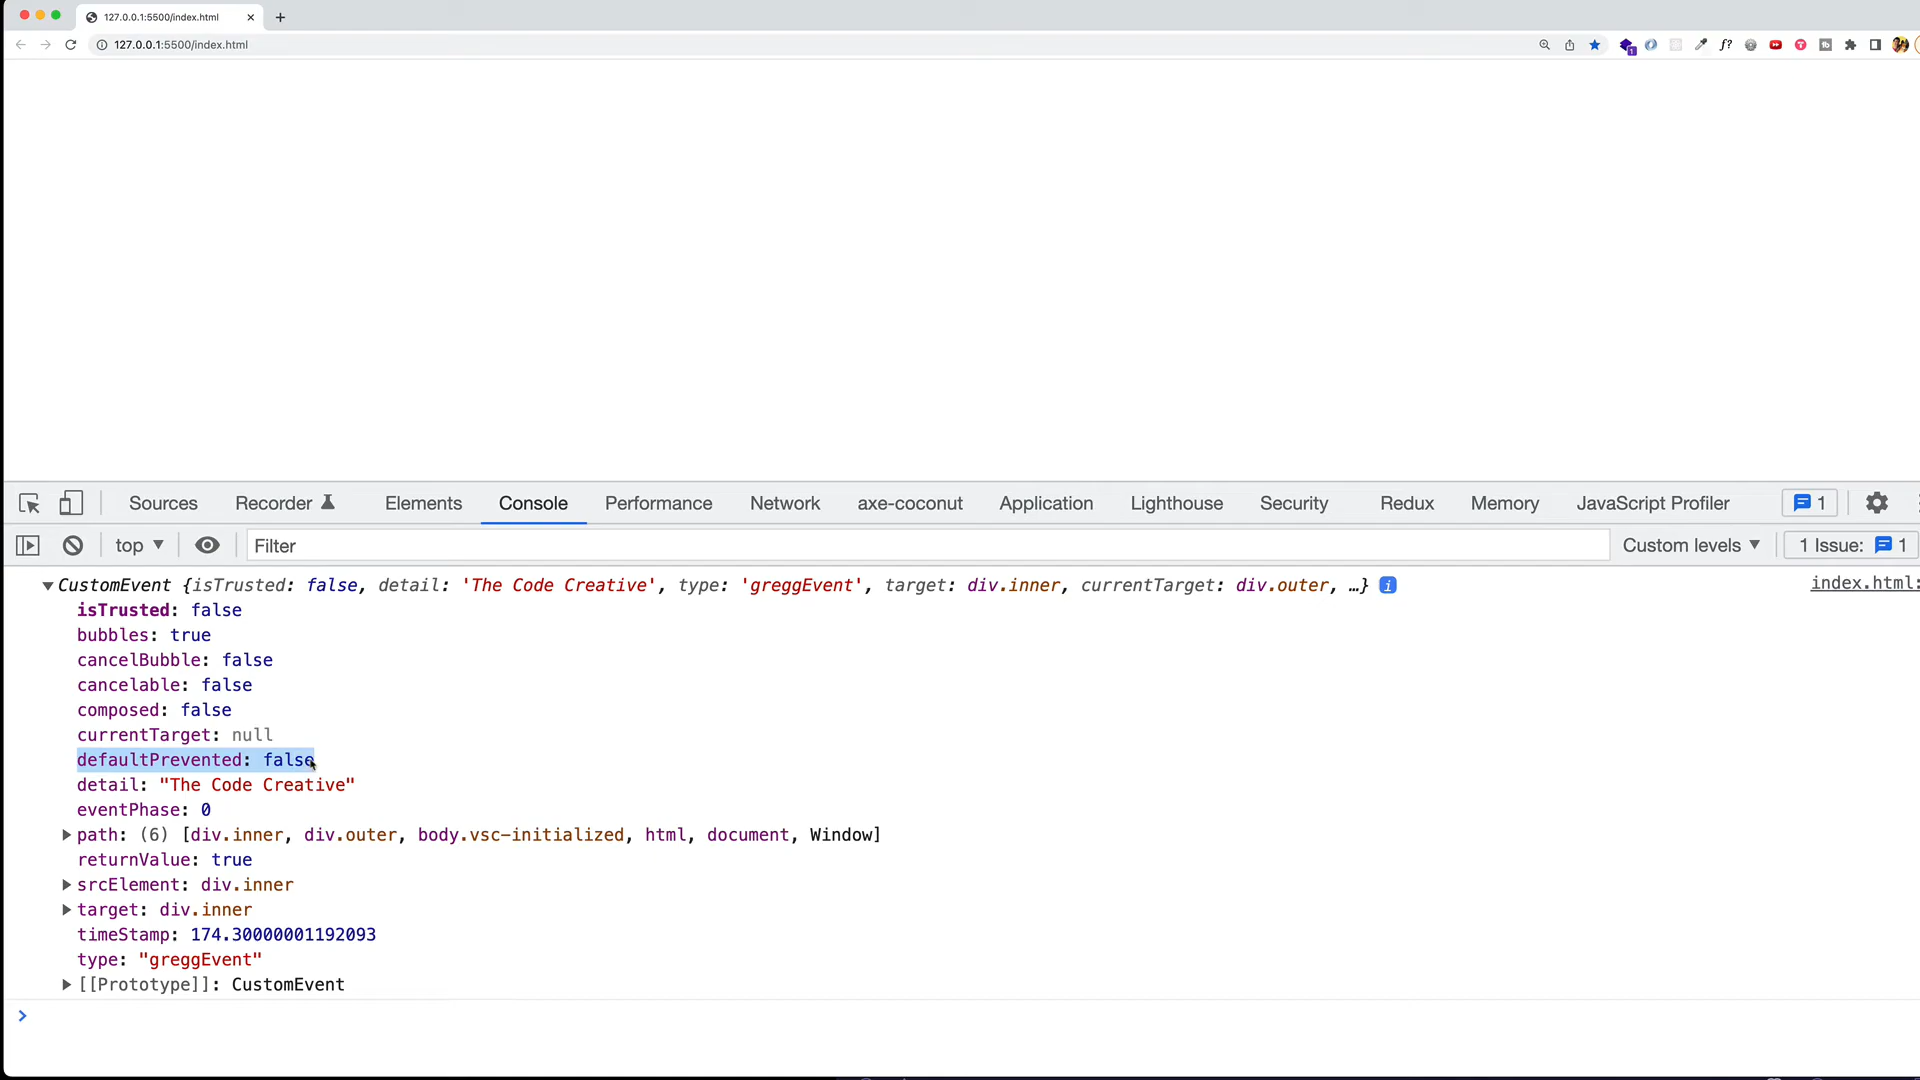 127.0.0.1:5500/index.html
127.0.0.1:5500/index.html
f?
Sources Recorder Elements Console Performance Network axe-coconut Application Lighthouse Security Redux Memory JavaScript Profiler 1
top Filter Custom levels 1 Issue: 1
CustomEvent {isTrusted: false, detail: 'The Code Creative', type: 'greggEvent', target: div.inner, currentTarget: div.outer, …} i index.html:
isTrusted: false
bubbles: true
cancelBubble: false
cancelable: false
composed: false
currentTarget: null
defaultPrevented: false
detail: "The Code Creative"
eventPhase: 0
path: (6) [div.inner, div.outer, body.vsc-initialized, html, document, Window]
returnValue: true
srcElement: div.inner
target: div.inner
timeStamp: 174.30000001192093
type: "greggEvent"
[[Prototype]]: CustomEvent